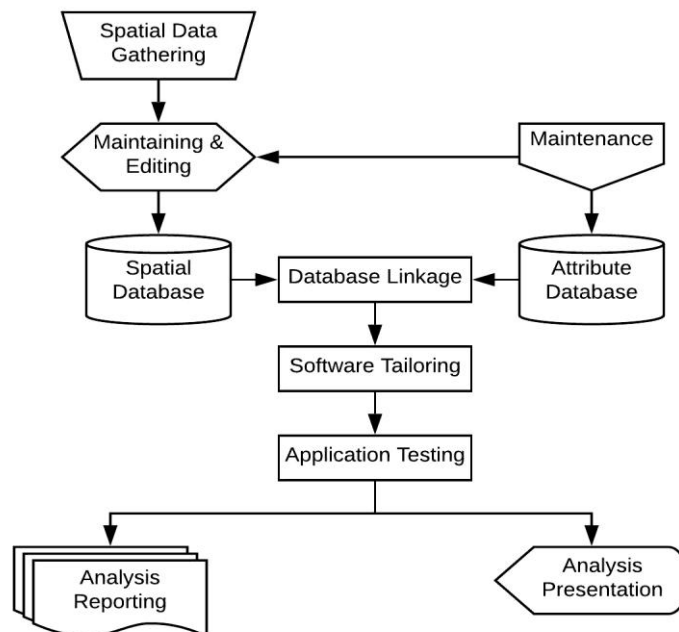 Spatial Data
Gathering
Maintaining &
Editing
Maintenance
Spatial
Database
Database Linkage
Attribute
Database
Software Tailoring
Application Testing
Analysis
Reporting
Analysis
Presentation